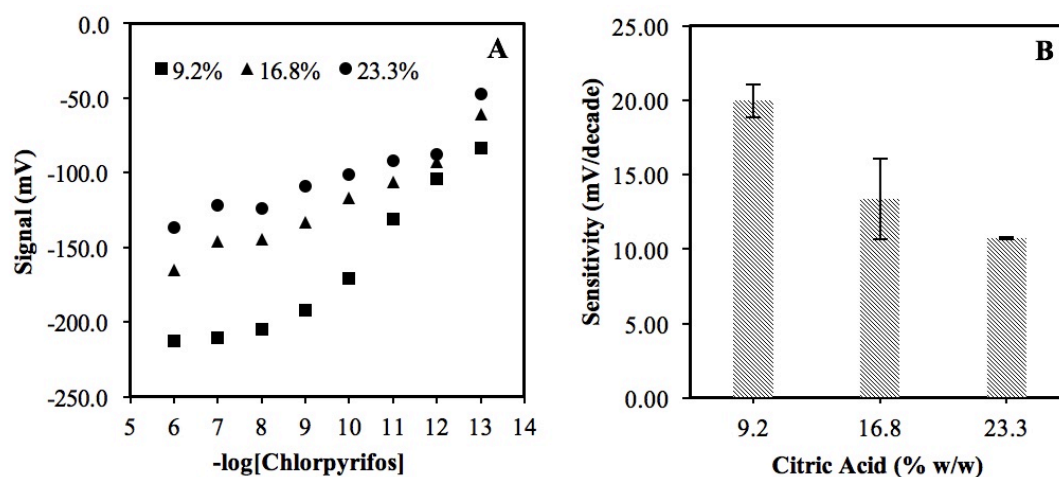 A
9.2% 16.8% 23.3%
Signal (mV)
0.0
-50.0
-100.0
-150.0
-200.0
-250.0
5 6 7 8 9 10 11 12 13 14
-log[Chlorpyrifos]
B
Sensitivity (mV/decade)
25.00
20.00
15.00
10.00
5.00
0.00
9.2 16.8 23.3
Citric Acid (% w/w)